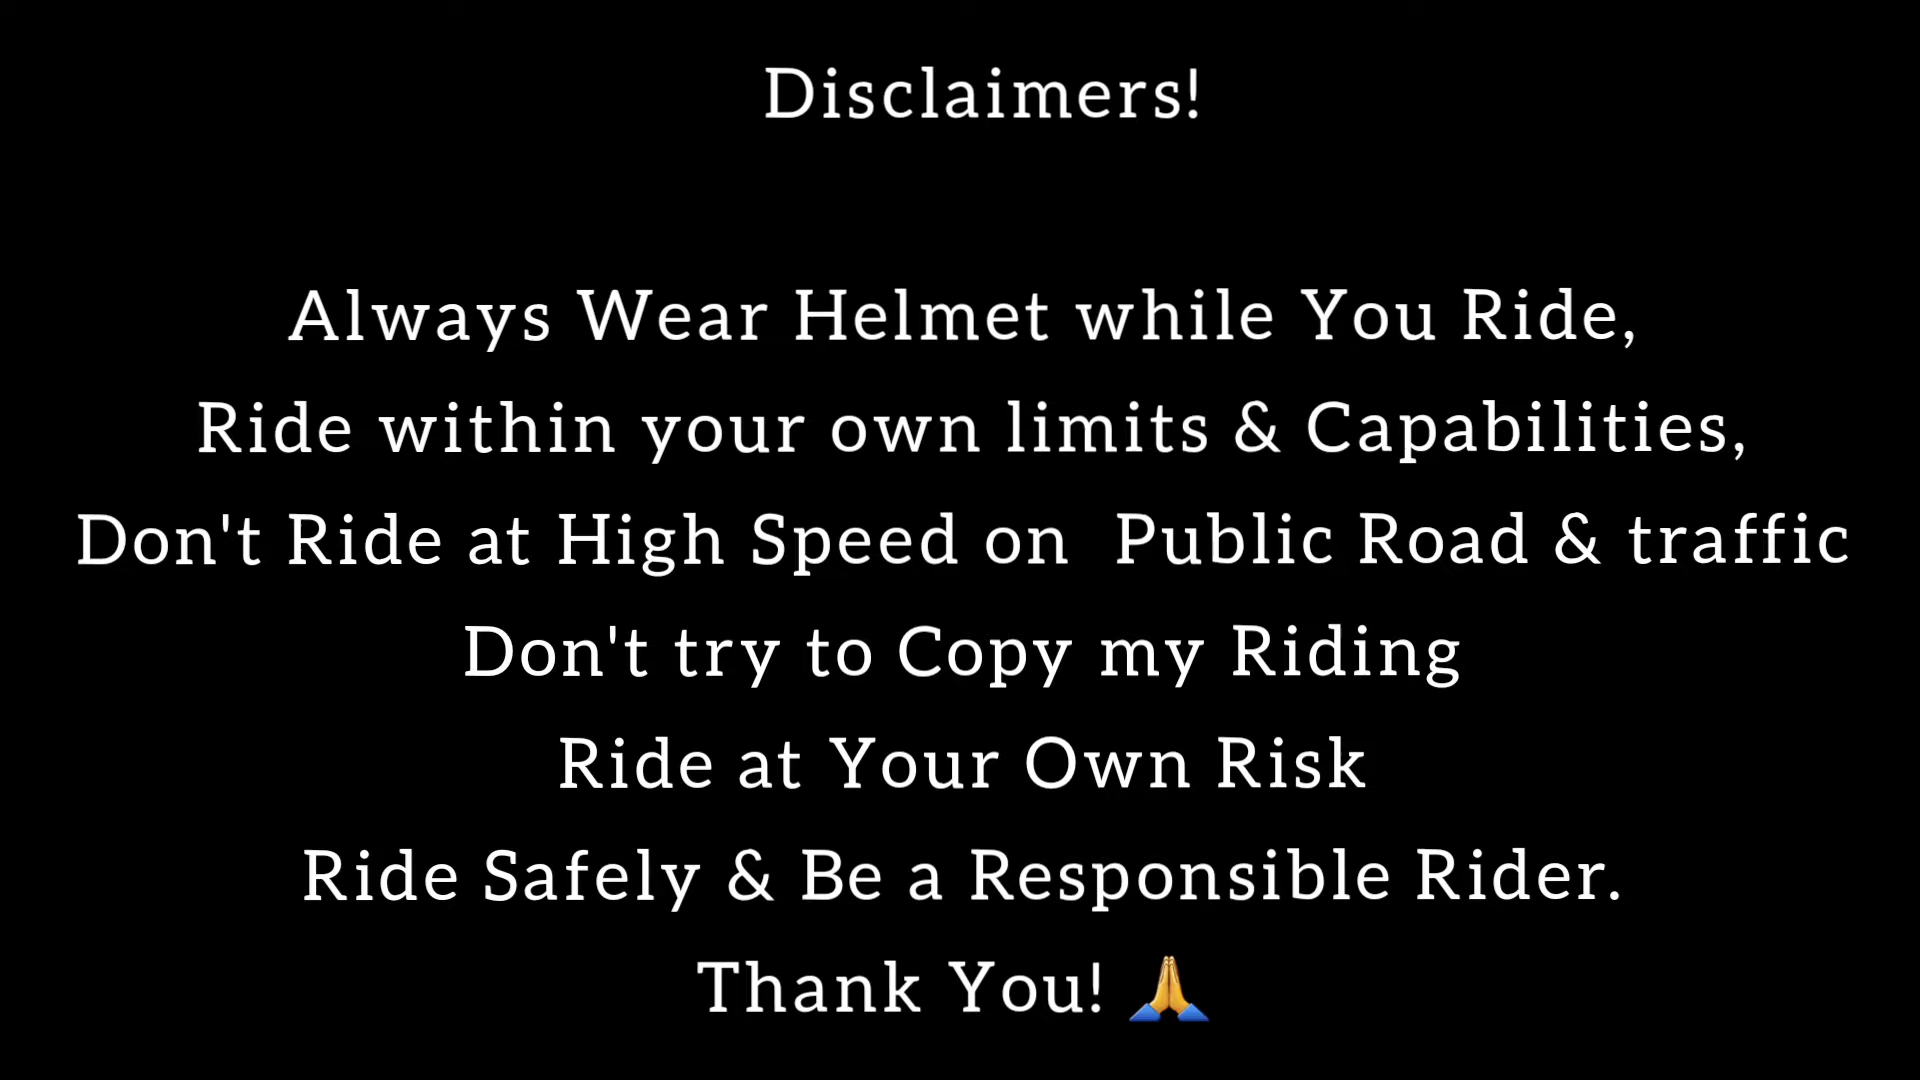 Disclaimers!
Always Wear Helmet while You Ride,
Ride within your own limits & Capabilities,
Don't Ride at High Speed on  Public Road & traffic
Don't try to Copy my Riding
Ride at Your Own Risk
Ride Safely & Be a Responsible Rider.
Thank You! 🙏